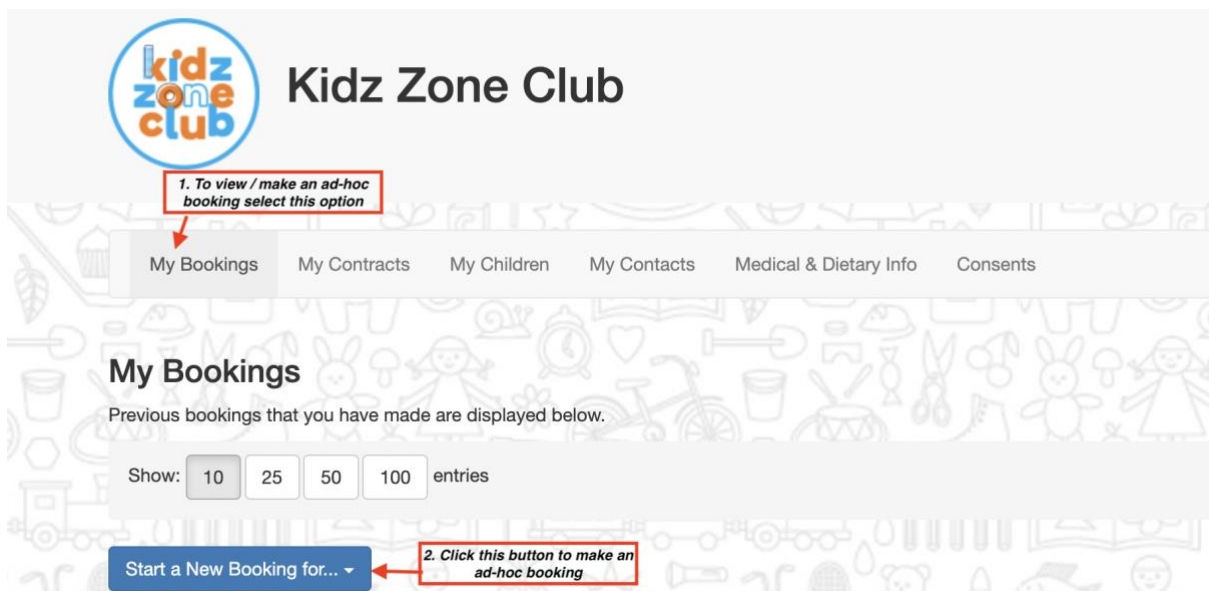 kidz
zone
club
Kidz Zone Club
1. To view / make an ad-hoc
booking select this option
My Bookings My Contracts My Children My Contacts Medical & Dietary Info Consents
My Bookings
Previous bookings that you have made are displayed below.
Show: 10 25 50 100 entries
Start a New Booking for...
2. Click this button to make an
ad-hoc booking